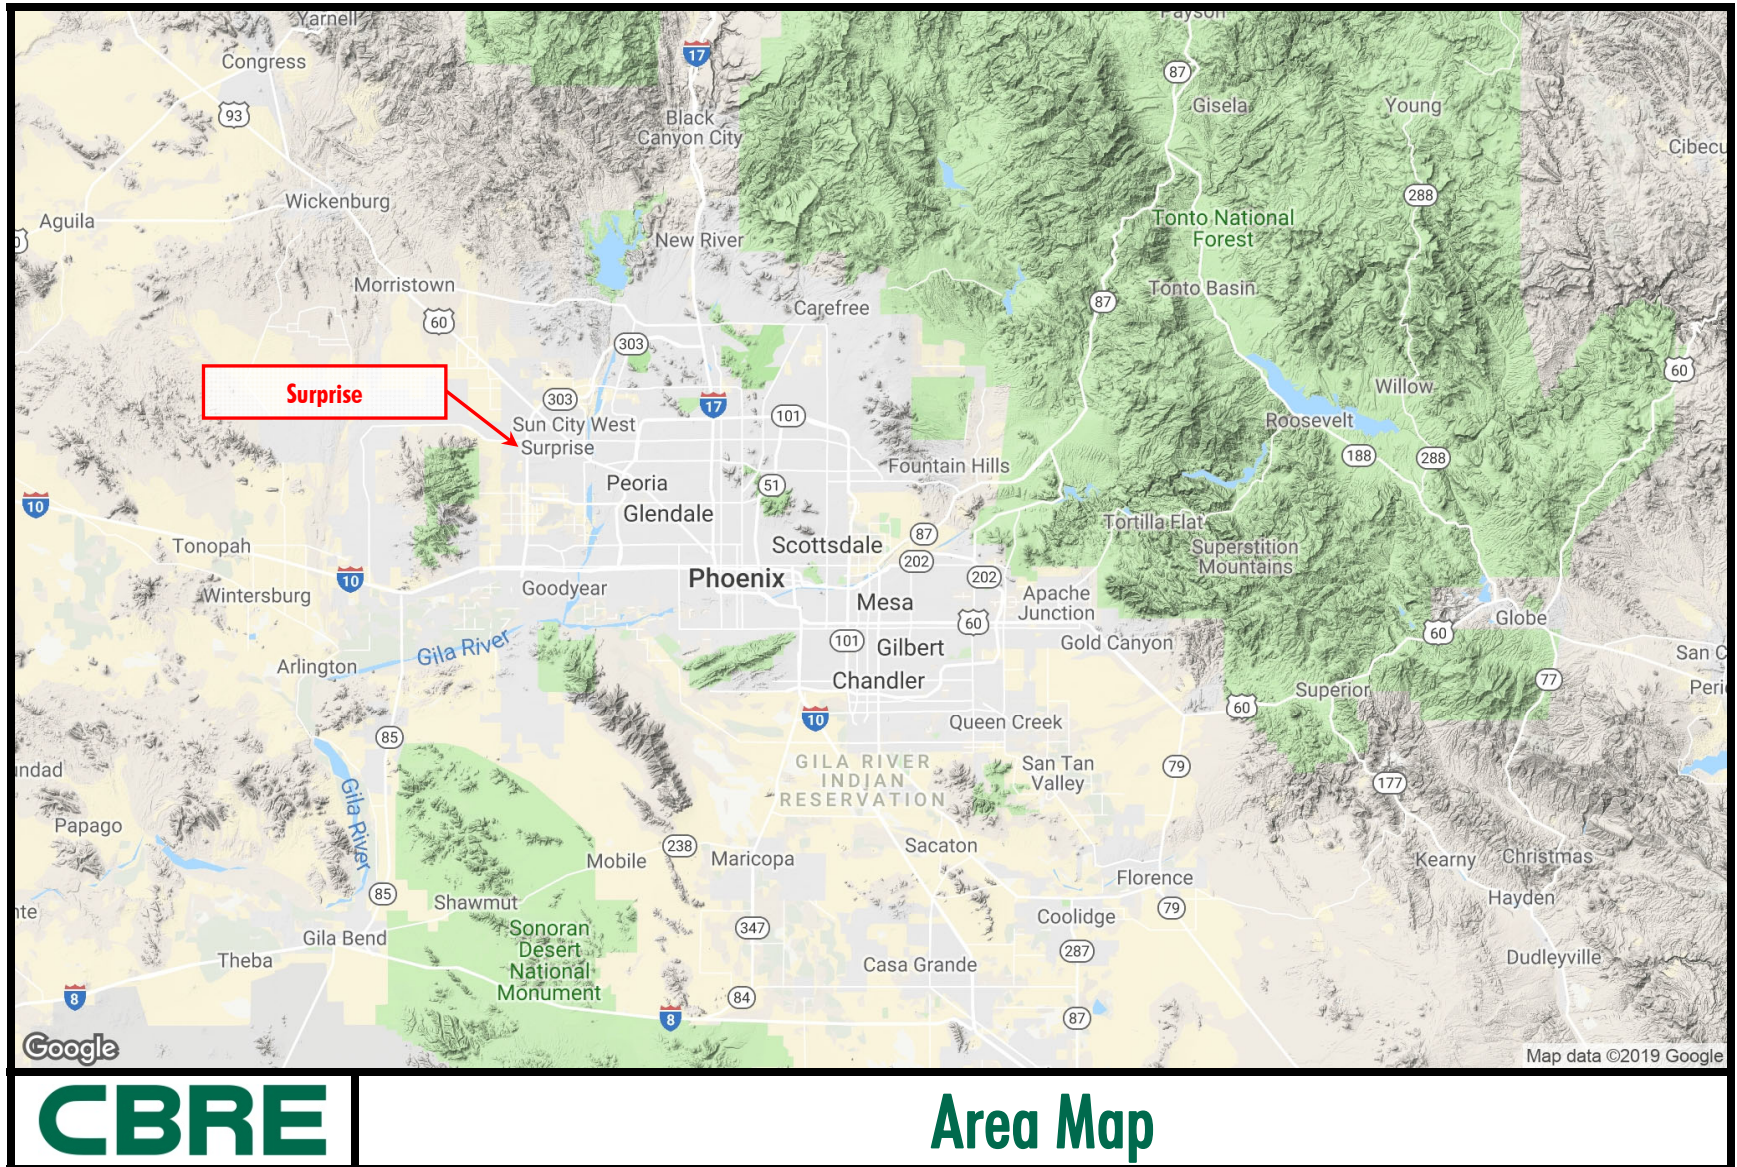 Yarnell
Payson
Congress
17
87
93
Gisela
Young
Black
Canyon City
Wickenburg
288
Aguila
Tonto National
Forest
New River
Morristown
Tonto Basin
87
Carefree
60
303
60
Surprise
Willow
303
17
101
Sun City West
Roosevelt
Surprise
188
288
Fountain Hills
Peoria
51
10
Glendale
Tortilla Flat
87
Tonopah
Scottsdale
Superstition
Mountains
202
10
Phoenix
202
Goodyear
Wintersburg
Apache
Junction
Mesa
Globe
60
60
101
Gilbert
Gold Canyon
Gila River
Arlington
San C
Chandler
77
Peri
Superior
60
10
Queen Creek
85
GILA RIVER
INDIAN
RESERVATION
San Tan
Valley
79
177
Gila River
Papago
238
Mobile
Maricopa
Sacaton
Kearny
Christmas
Florence
85
Shawmut
Hayden
79
Coolidge
347
Sonoran
Desert
National
Monument
Gila Bend
287
Theba
Casa Grande
Dudleyville
8
84
8
87
Google
Map data ©2019 Google
CBRE
Area Map